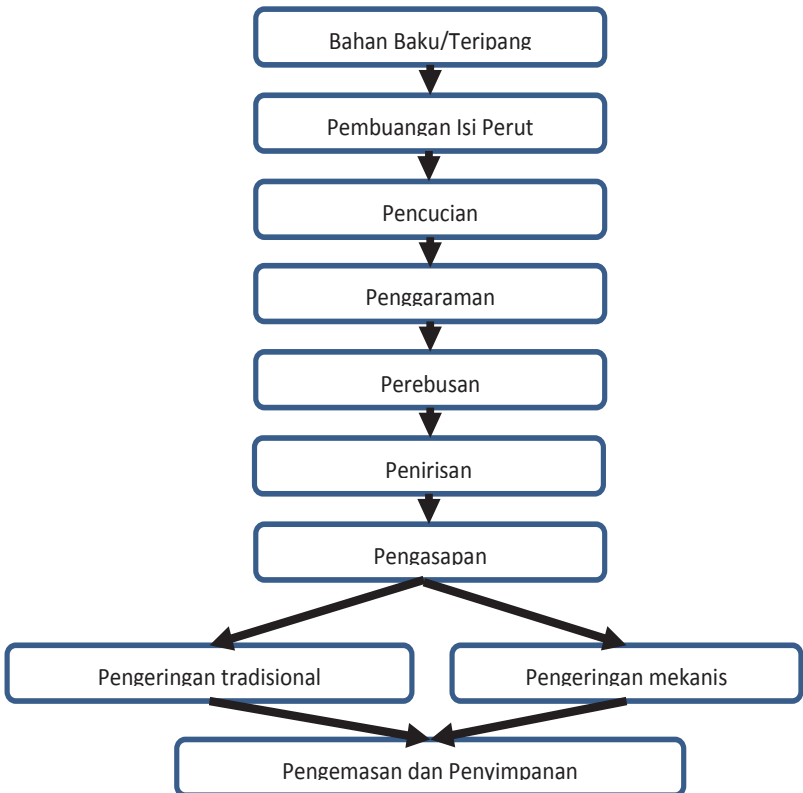 Bahan Baku/Teripang
Pembuangan Isi Perut
Pencucian
Penggaraman
Perebusan
Penirisan
Pengasapan
Pengeringan tradisional
Pengeringan mekanis
Pengemasan dan Penyimpanan